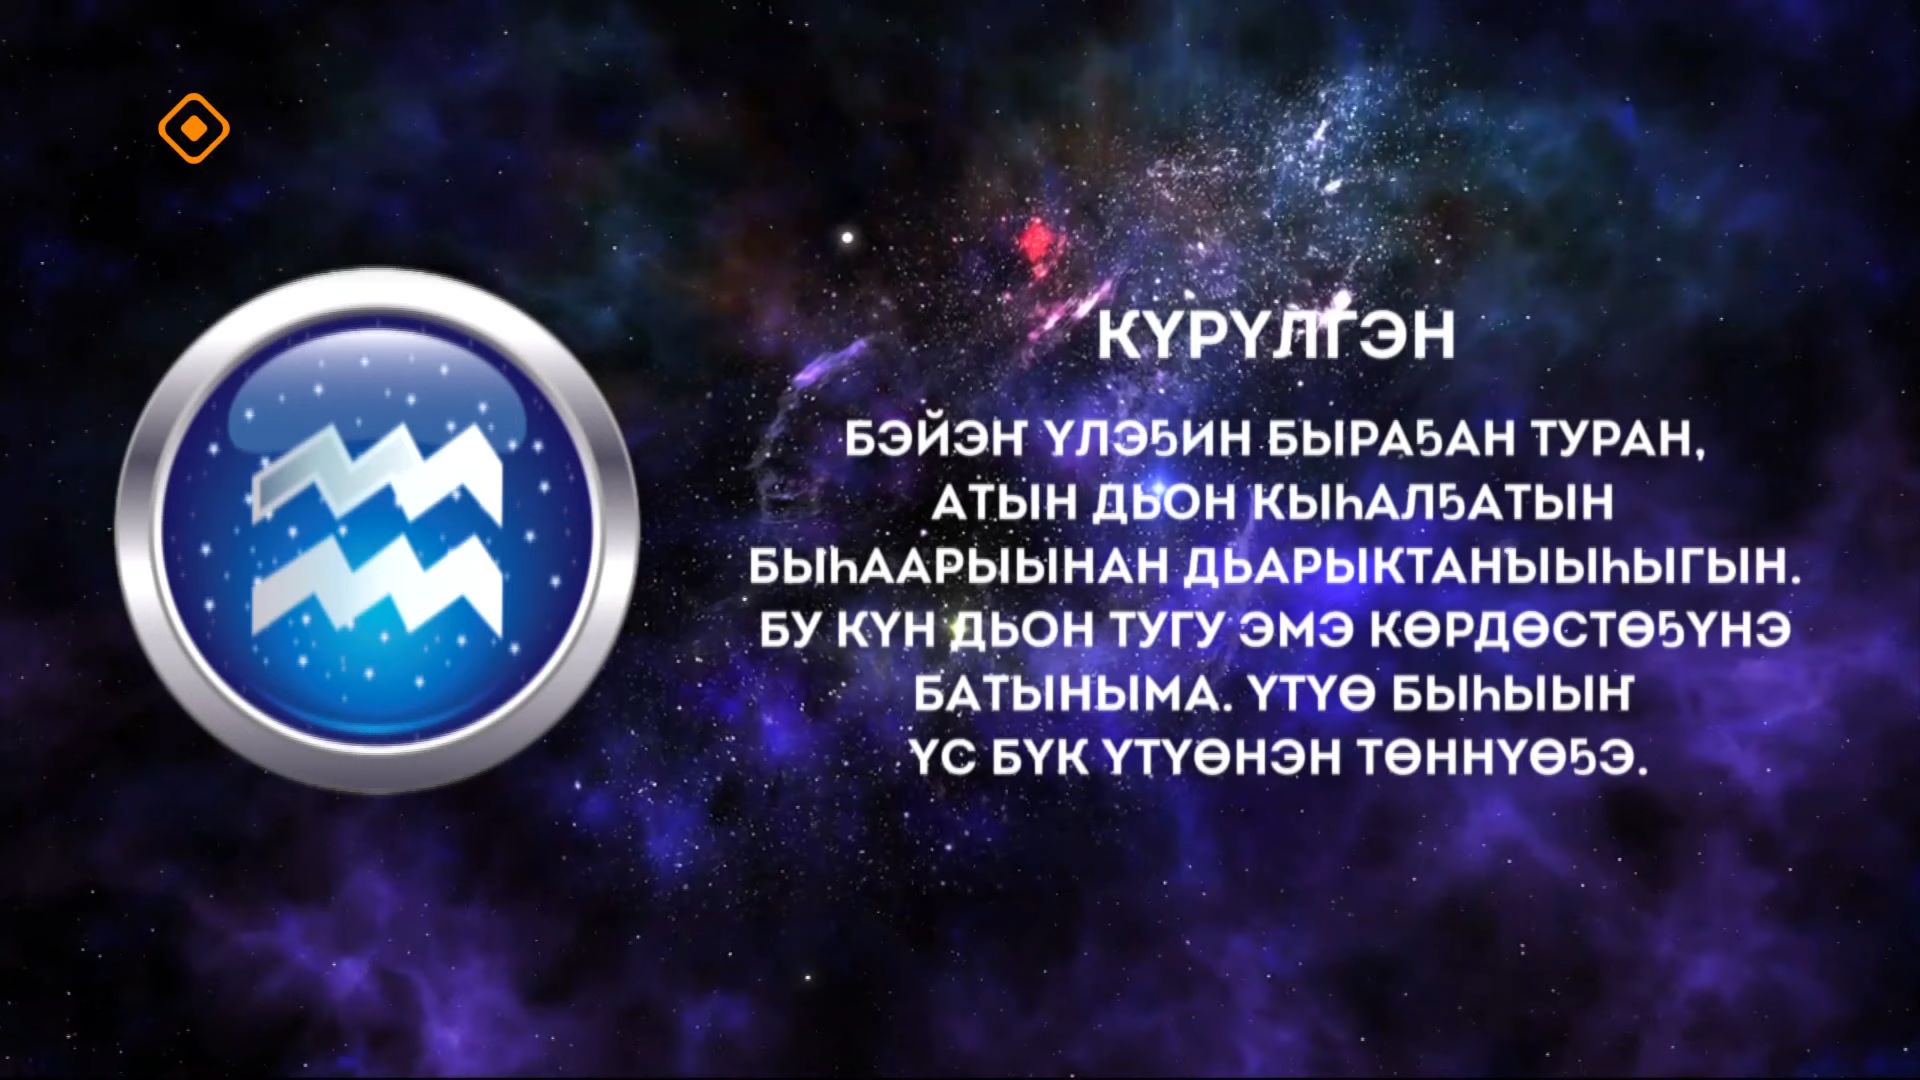 КҮРҮЛГЭН
БЭЙЭҤ ҮЛЭҔИН БЫРАҔАН ТУРАН,
АТЫН ДЬОН КЫҺАЛҔАТЫН
БЫҺААРЫЫНАН ДЬАРЫКТАНЫЫҺЫГЫН.
БУ КҮН ДЬОН ТУГУ ЭМЭ КӨРДӨСТӨҔҮНЭ
БАТЫНЫМА. ҮТҮӨ БЫҺЫЫҤ
ҮС БҮК ҮТҮӨНЭН ТӨННҮӨҔЭ.